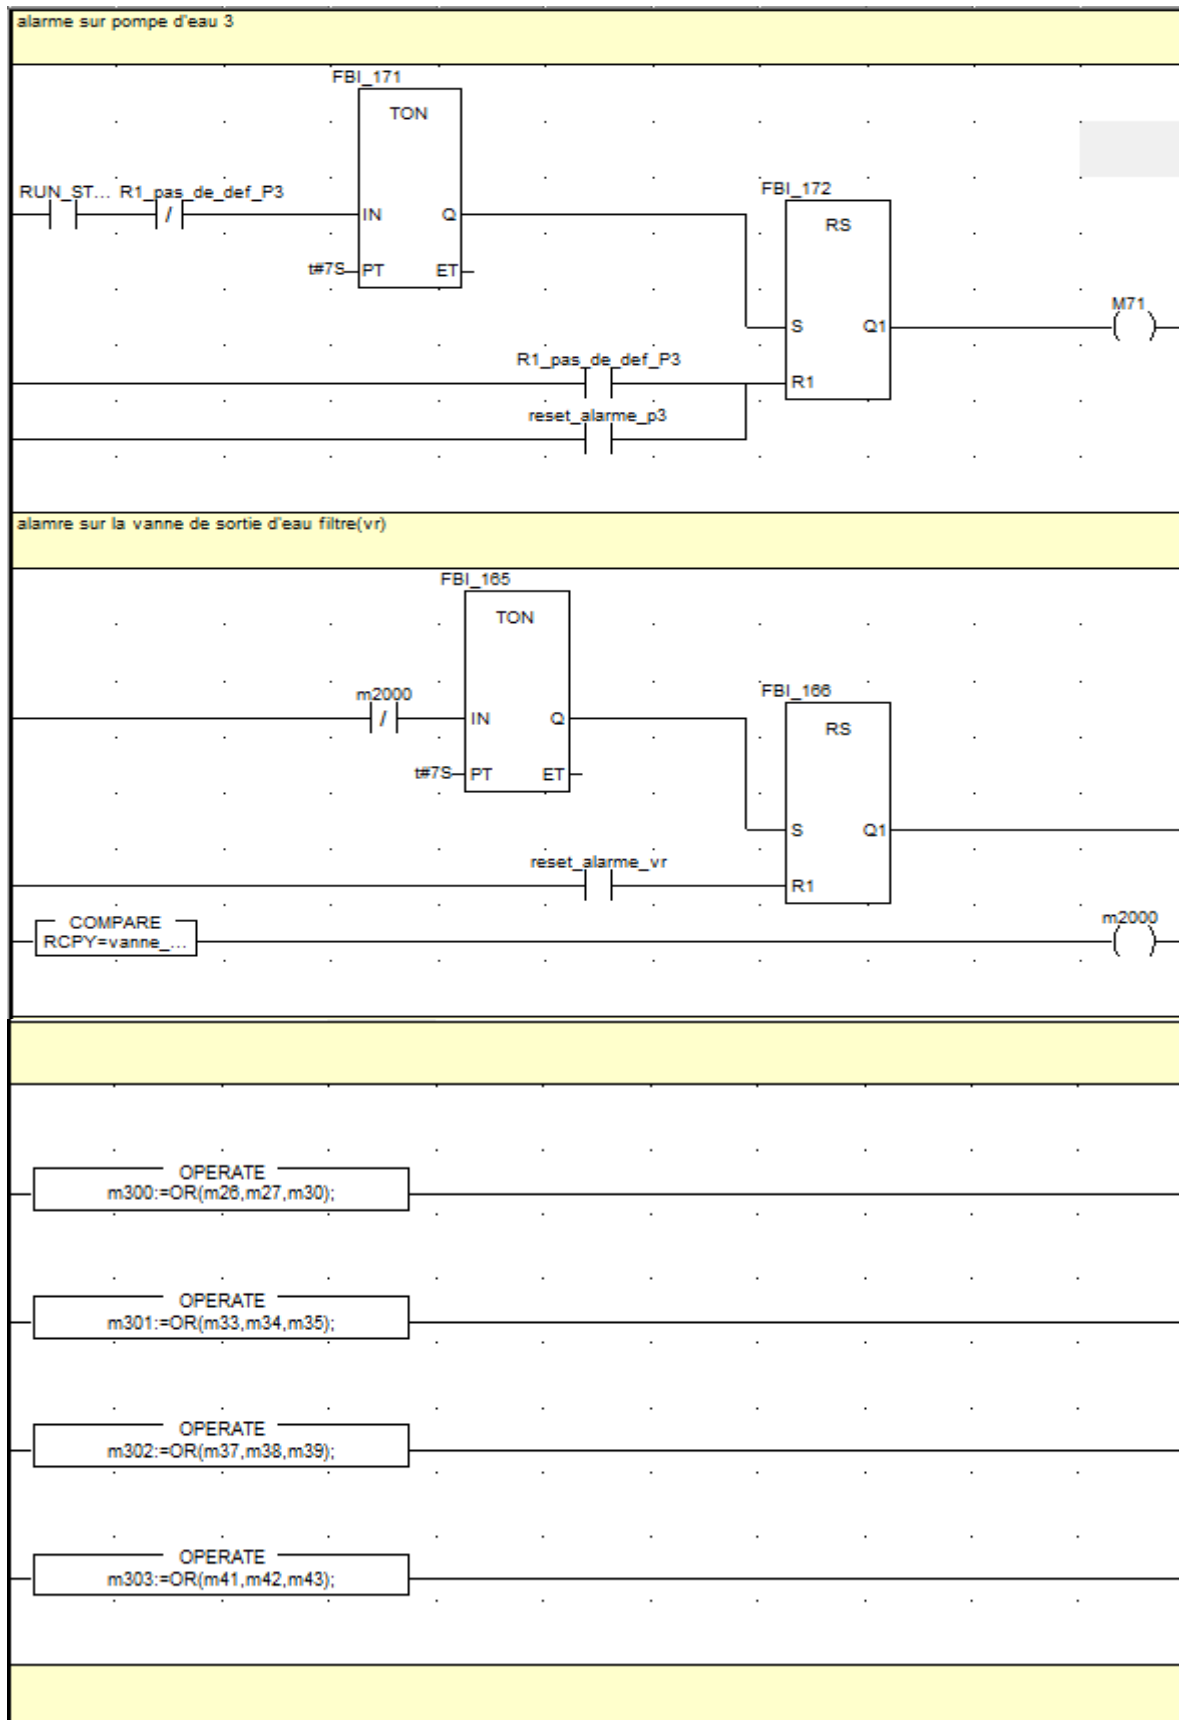 alarme sur pompe d'eau 3
FBI_171
TON
RUN_ST... R1_pas_de_def_P3
/
IN Q
t#7S PT ET
FBI_172
RS
S Q1
M71
R1_pas_de_def_P3
R1
reset_alarme_p3
alamre sur la vanne de sortie d'eau filtre(vr)
FBI_165
TON
m2000
/
IN Q
t#7S PT ET
FBI_166
RS
S Q1
reset_alarme_vr
R1
COMPARE
RCPY=vanne_...
m2000
OPERATE
m300:=OR(m26,m27,m30);
OPERATE
m301:=OR(m33,m34,m35);
OPERATE
m302:=OR(m37,m38,m39);
OPERATE
m303:=OR(m41,m42,m43);